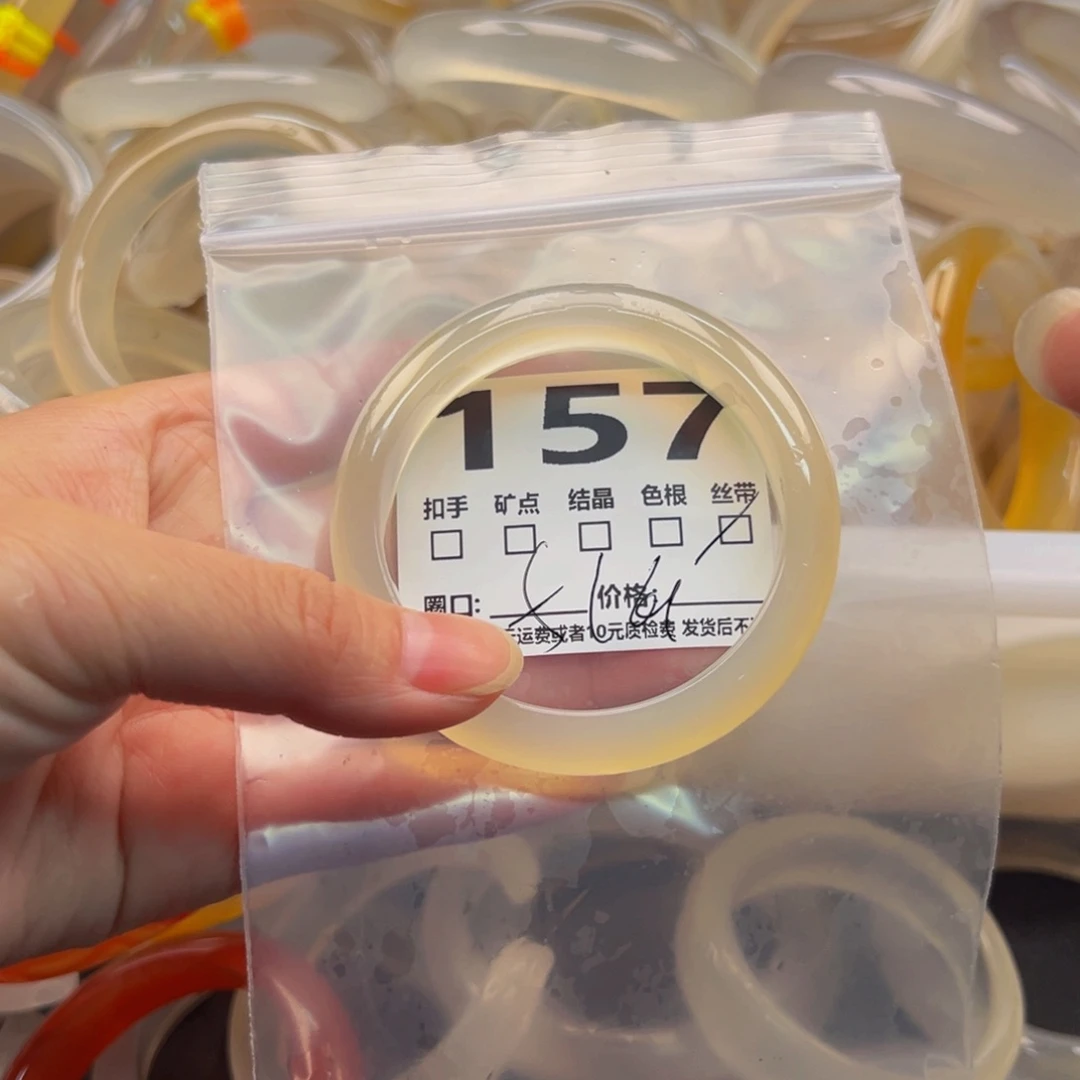 157
扣手 矿点 结晶 色根 丝带
圈口: 价格:
运费或者10元质检费 发货后不